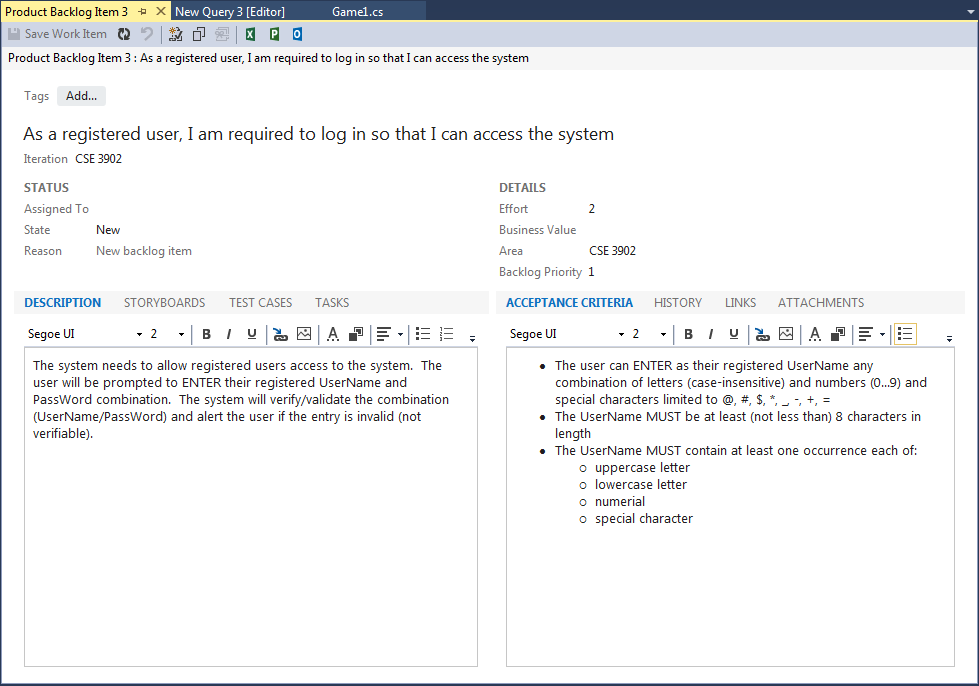 Product Backlog Item 3
New Query 3 [Editor]
Game1.cs
Save Work Item
Product Backlog Item 3 : As a registered user, I am required to log in so that I can access the system
Tags Add...
As a registered user, I am required to log in so that I can access the system
Iteration CSE 3902
STATUS
Assigned To
State New
Reason New backlog item
DETAILS
Effort 2
Business Value
Area CSE 3902
Backlog Priority 1
DESCRIPTION STORYBOARDS TEST CASES TASKS
Segoe UI 2 B I U A
The system needs to allow registered users access to the system. The
user will be prompted to ENTER their registered UserName and
PassWord combination. The system will verify/validate the combination
(UserName/PassWord) and alert the user if the entry is invalid (not
verifiable).
ACCEPTANCE CRITERIA HISTORY LINKS ATTACHMENTS
Segoe UI 2 B I U A
• The user can ENTER as their registered UserName any
combination of letters (case-insensitive) and numbers (0...9) and
special characters limited to @, #, $, *, _, -, +, =
• The UserName MUST be at least (not less than) 8 characters in
length
• The UserName MUST contain at least one occurrence each of:
o uppercase letter
o lowercase letter
o numerial
o special character